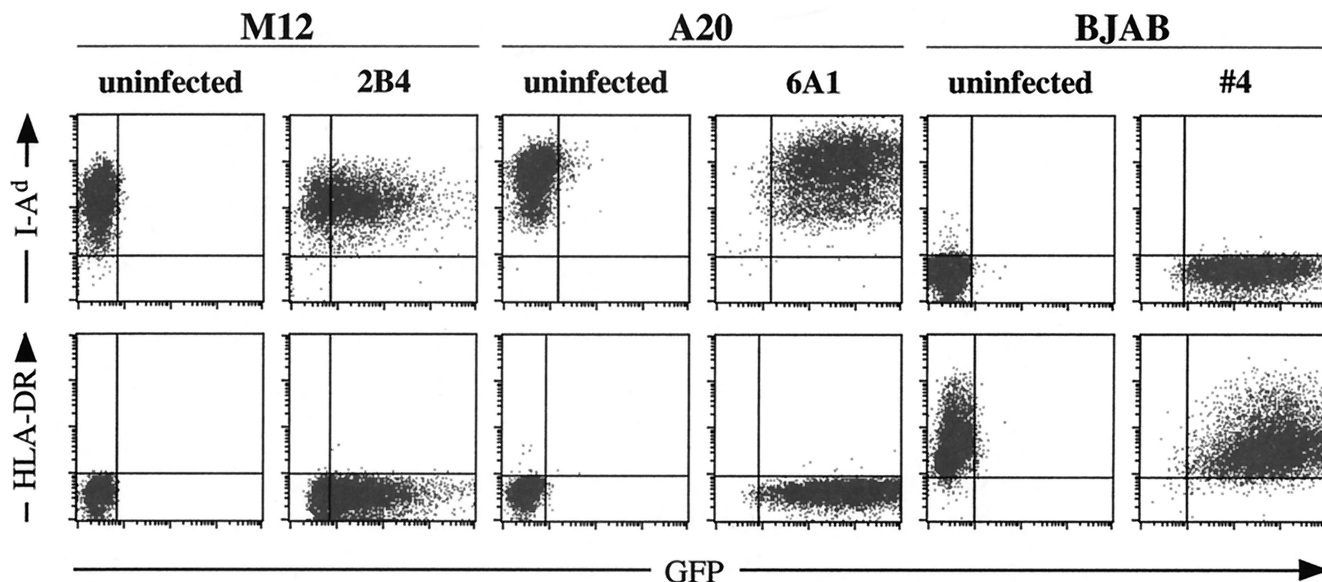 M12 A20 BJAB
uninfected 2B4 uninfected 6A1 uninfected #4
I-Aᵈ
HLA-DR
GFP